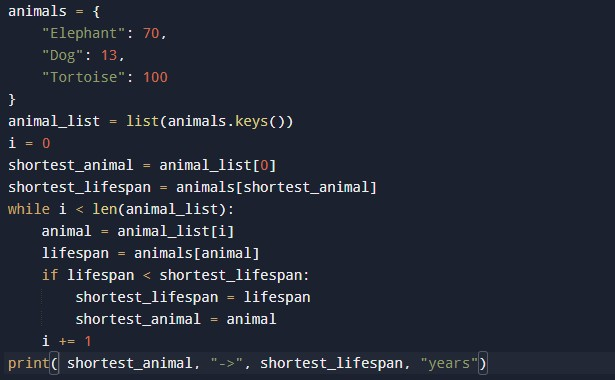 animals = {
    "Elephant": 70,
    "Dog": 13,
    "Tortoise": 100
}
animal_list = list(animals.keys())
i = 0
shortest_animal = animal_list[0]
shortest_lifespan = animals[shortest_animal]
while i < len(animal_list):
    animal = animal_list[i]
    lifespan = animals[animal]
    if lifespan < shortest_lifespan:
        shortest_lifespan = lifespan
        shortest_animal = animal
    i += 1
print( shortest_animal, "->", shortest_lifespan, "years")